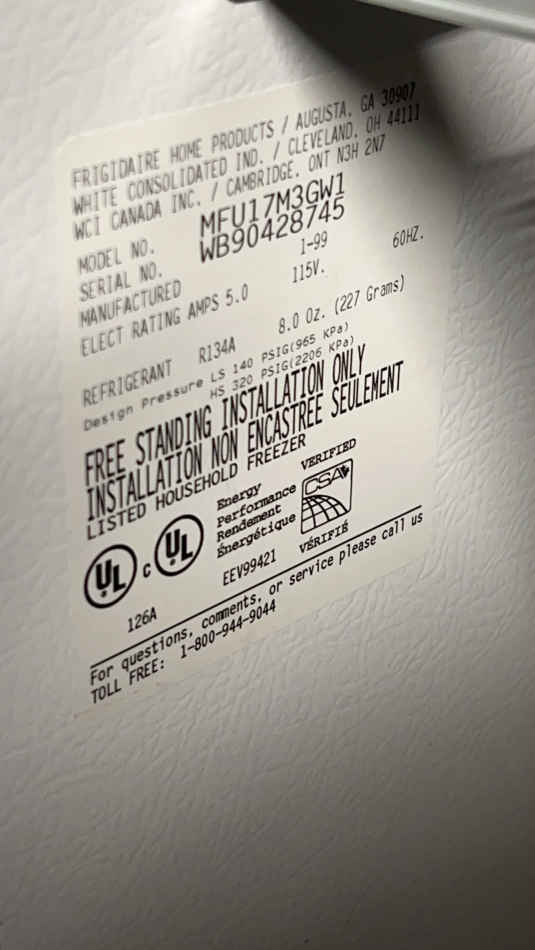 FRIGIDAIRE HOME PRODUCTS / AUGUSTA, GA 30907
WHITE CONSOLIDATED IND. / CLEVELAND, OH 44111
WCI CANADA INC. / CAMBRIDGE, ONT N3H 2N7
MODEL NO. MFU17M3GW1
SERIAL NO. WB90428745
MANUFACTURED 1-99
ELECT RATING AMPS 5.0 115V. 60HZ.
REFRIGERANT R134A 8.0 Oz. (227 Grams)
Design Pressure LS 140 PSIG(965 KPa)
HS 320 PSIG(2206 KPa)
FREE STANDING INSTALLATION ONLY
INSTALLATION NON ENCASTREE SEULEMENT
LISTED HOUSEHOLD FREEZER
UL C UL
126A
Energy
Performance
Rendement
Énergétique
EEV99421
VERIFIED
CSA
VÉRIFIÉ
For questions, comments, or service please call us
TOLL FREE: 1-800-944-9044